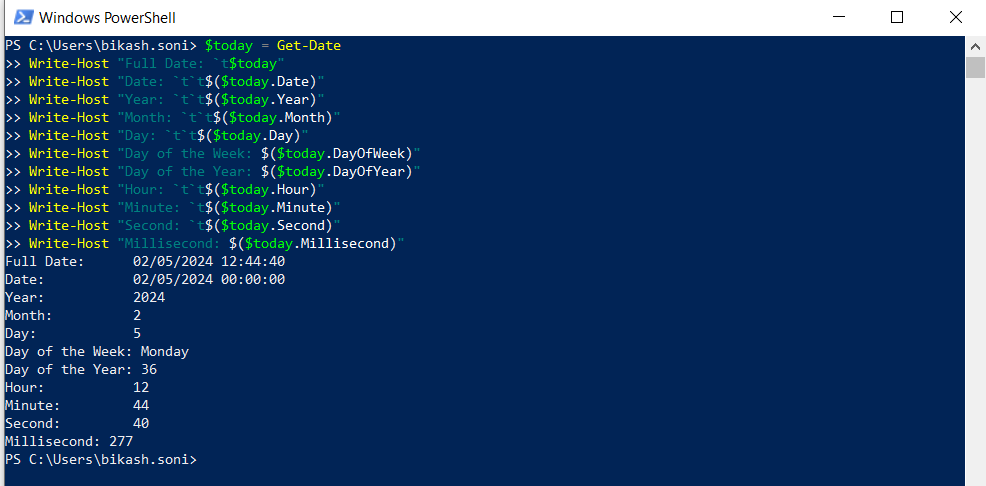 Windows PowerShell
PS C:\Users\bikash.soni> $today = Get-Date
>> Write-Host "Full Date: `t$today"
>> Write-Host "Date: `t`t$($today.Date)"
>> Write-Host "Year: `t`t$($today.Year)"
>> Write-Host "Month: `t`t$($today.Month)"
>> Write-Host "Day: `t`t$($today.Day)"
>> Write-Host "Day of the Week: $($today.DayOfWeek)"
>> Write-Host "Day of the Year: $($today.DayOfYear)"
>> Write-Host "Hour: `t`t$($today.Hour)"
>> Write-Host "Minute: `t$($today.Minute)"
>> Write-Host "Second: `t$($today.Second)"
>> Write-Host "Millisecond: $($today.Millisecond)"
Full Date:      02/05/2024 12:44:40
Date:           02/05/2024 00:00:00
Year:           2024
Month:          2
Day:            5
Day of the Week: Monday
Day of the Year: 36
Hour:           12
Minute:         44
Second:         40
Millisecond: 277
PS C:\Users\bikash.soni>